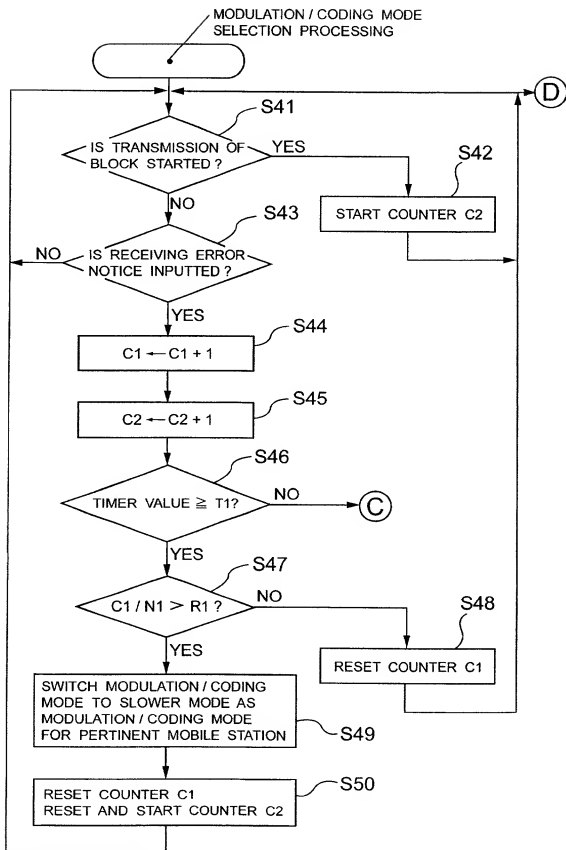 MODULATION / CODING MODE
SELECTION PROCESSING
D
S41
IS TRANSMISSION OF
BLOCK STARTED ?
YES
S42
START COUNTER C2
NO
S43
NO
IS RECEIVING ERROR
NOTICE INPUTTED ?
YES
S44
C1 ← C1 + 1
S45
C2 ← C2 + 1
S46
TIMER VALUE ≧ T1?
NO
C
YES
S47
C1 / N1 > R1 ?
NO
S48
RESET COUNTER C1
YES
SWITCH MODULATION / CODING
MODE TO SLOWER MODE AS
MODULATION / CODING MODE
FOR PERTINENT MOBILE STATION
S49
S50
RESET COUNTER C1
RESET AND START COUNTER C2